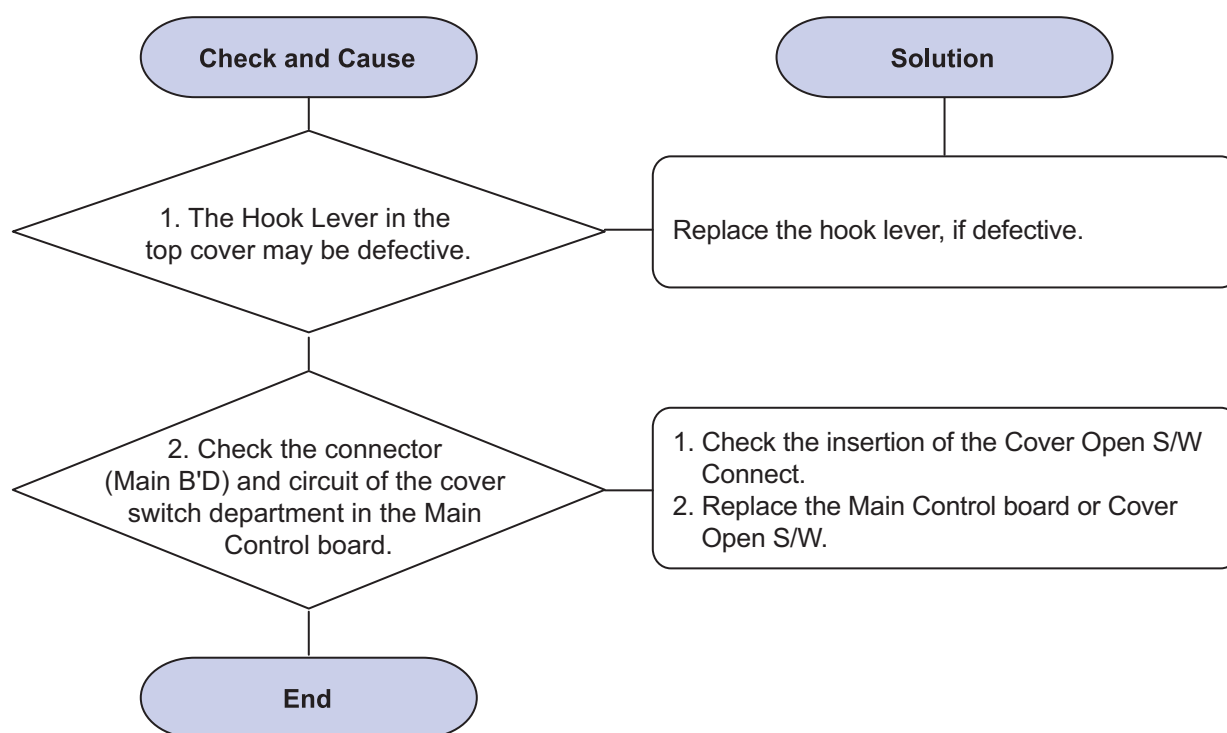 Check and Cause
Solution
1. The Hook Lever in the
top cover may be defective.
Replace the hook lever, if defective.
2. Check the connector
(Main B'D) and circuit of the cover
switch department in the Main
Control board.
1. Check the insertion of the Cover Open S/W
Connect.
2. Replace the Main Control board or Cover
Open S/W.
End